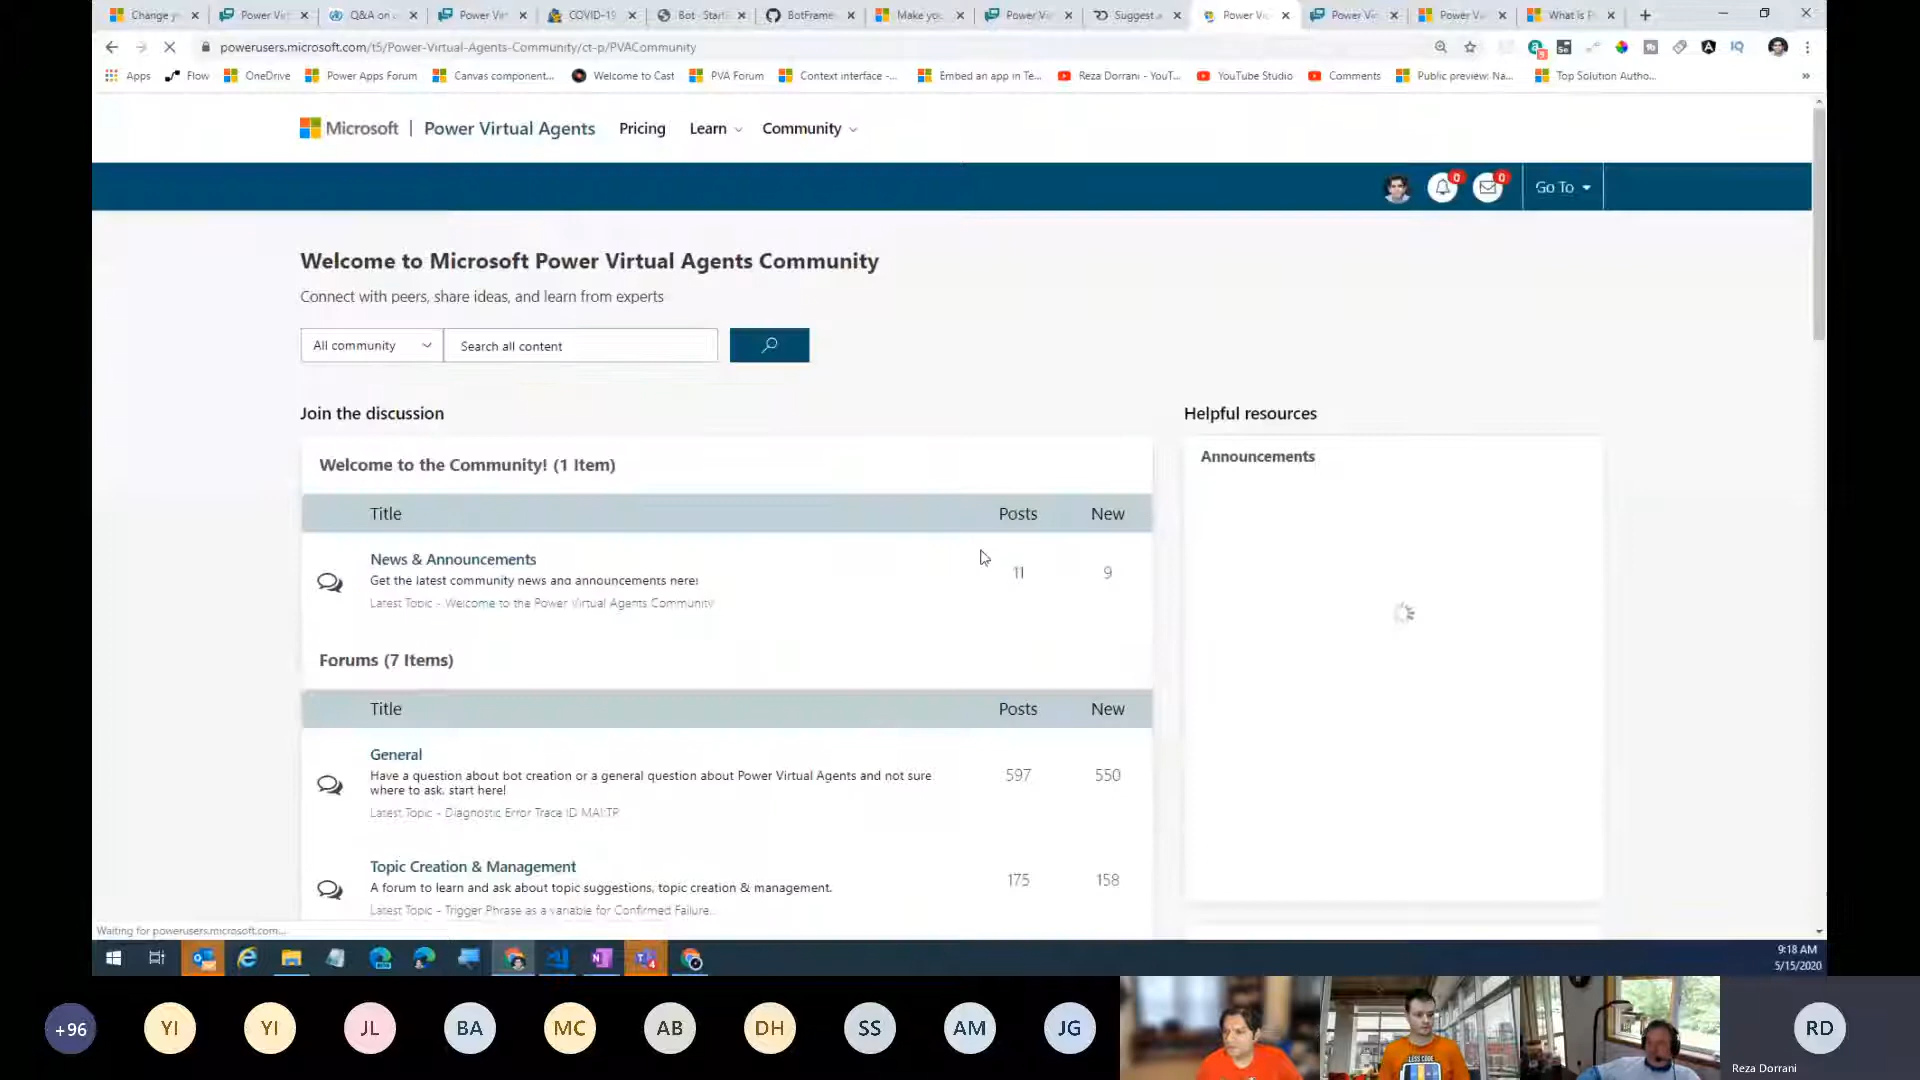 Change y
Power Vir
Q&A on
Power Vir
COVID-19
Bot - Starti
BotFrame
Make you
Power Vi
Suggest
Power Vi
Power Vi
Power Vi
What is P
powerusers.microsoft.com/t5/Power-Virtual-Agents-Community/ct-p/PVACommunity
Apps
Flow
OneDrive
Power Apps Forum
Canvas component...
Welcome to Cast
PVA Forum
Context interface -...
Embed an app in Te...
Reza Dorrani - YouT...
YouTube Studio
Comments
Public preview: Na...
Top Solution Autho...
»
Microsoft | Power Virtual Agents Pricing Learn Community
0 0 Go To
Welcome to Microsoft Power Virtual Agents Community
Connect with peers, share ideas, and learn from experts
All community Search all content
Join the discussion
Helpful resources
Welcome to the Community! (1 Item)
Announcements
Title Posts New
News & Announcements
Get the latest community news and announcements here!
11 9
Latest Topic - Welcome to the Power Virtual Agents Community
Forums (7 Items)
Title Posts New
General
Have a question about bot creation or a general question about Power Virtual Agents and not sure
597 550
where to ask, start here!
Latest Topic - Diagnostic Error Trace ID
Topic Creation & Management
175 158
A forum to learn and ask about topic suggestions, topic creation & management.
Latest Topic - Trigger Phrase as a variable for Confirmed Failure...
Waiting for powerusers.microsoft.com...
9:18 AM
5/15/2020
+96 YI YI JL BA MC AB DH SS AM JG
LESS CODE
RD
Reza Dorrani